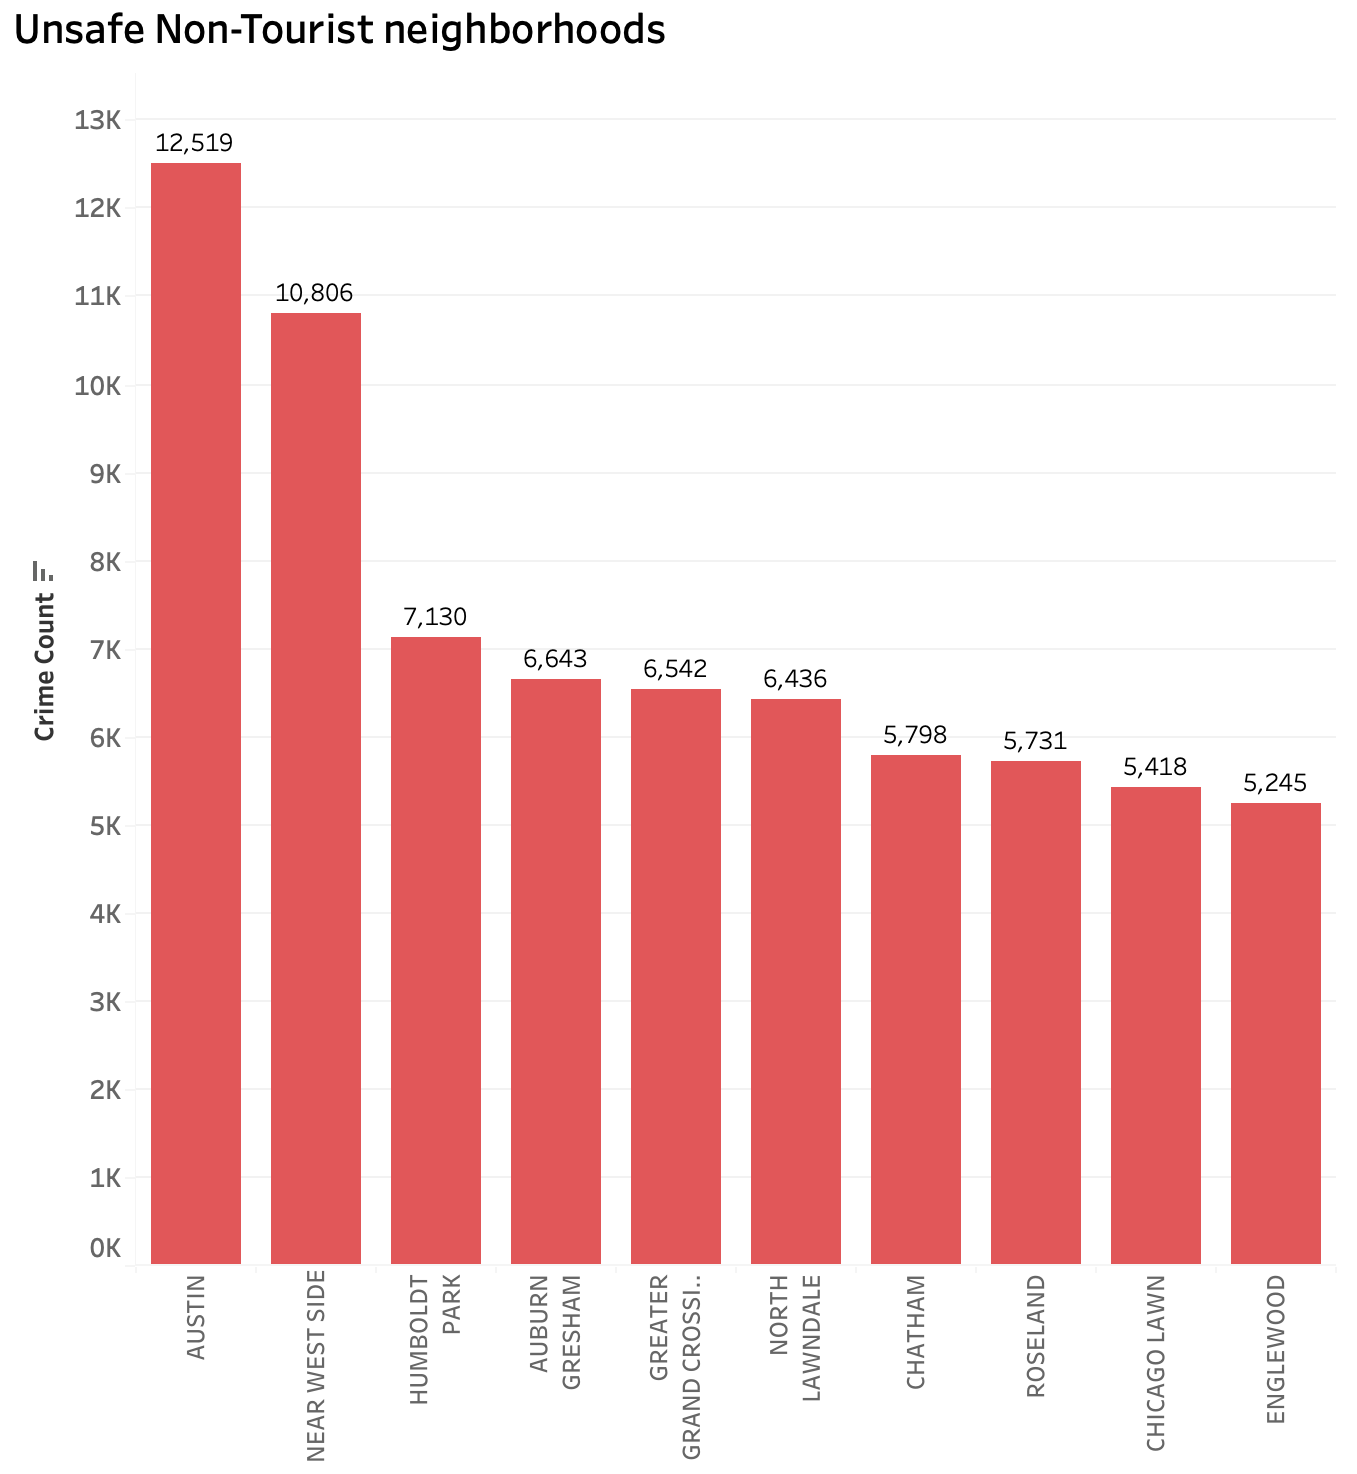 Unsafe Non-Tourist neighborhoods
Crime Count
13K
12K
11K
10K
9K
8K
7K
6K
5K
4K
3K
2K
1K
0K
12,519
10,806
7,130
6,643
6,542
6,436
5,798
5,731
5,418
5,245
AUSTIN
NEAR WEST SIDE
HUMBOLDT
PARK
AUBURN
GRESHAM
GREATER
GRAND CROSSI..
NORTH
LAWNDALE
CHATHAM
ROSELAND
CHICAGO LAWN
ENGLEWOOD